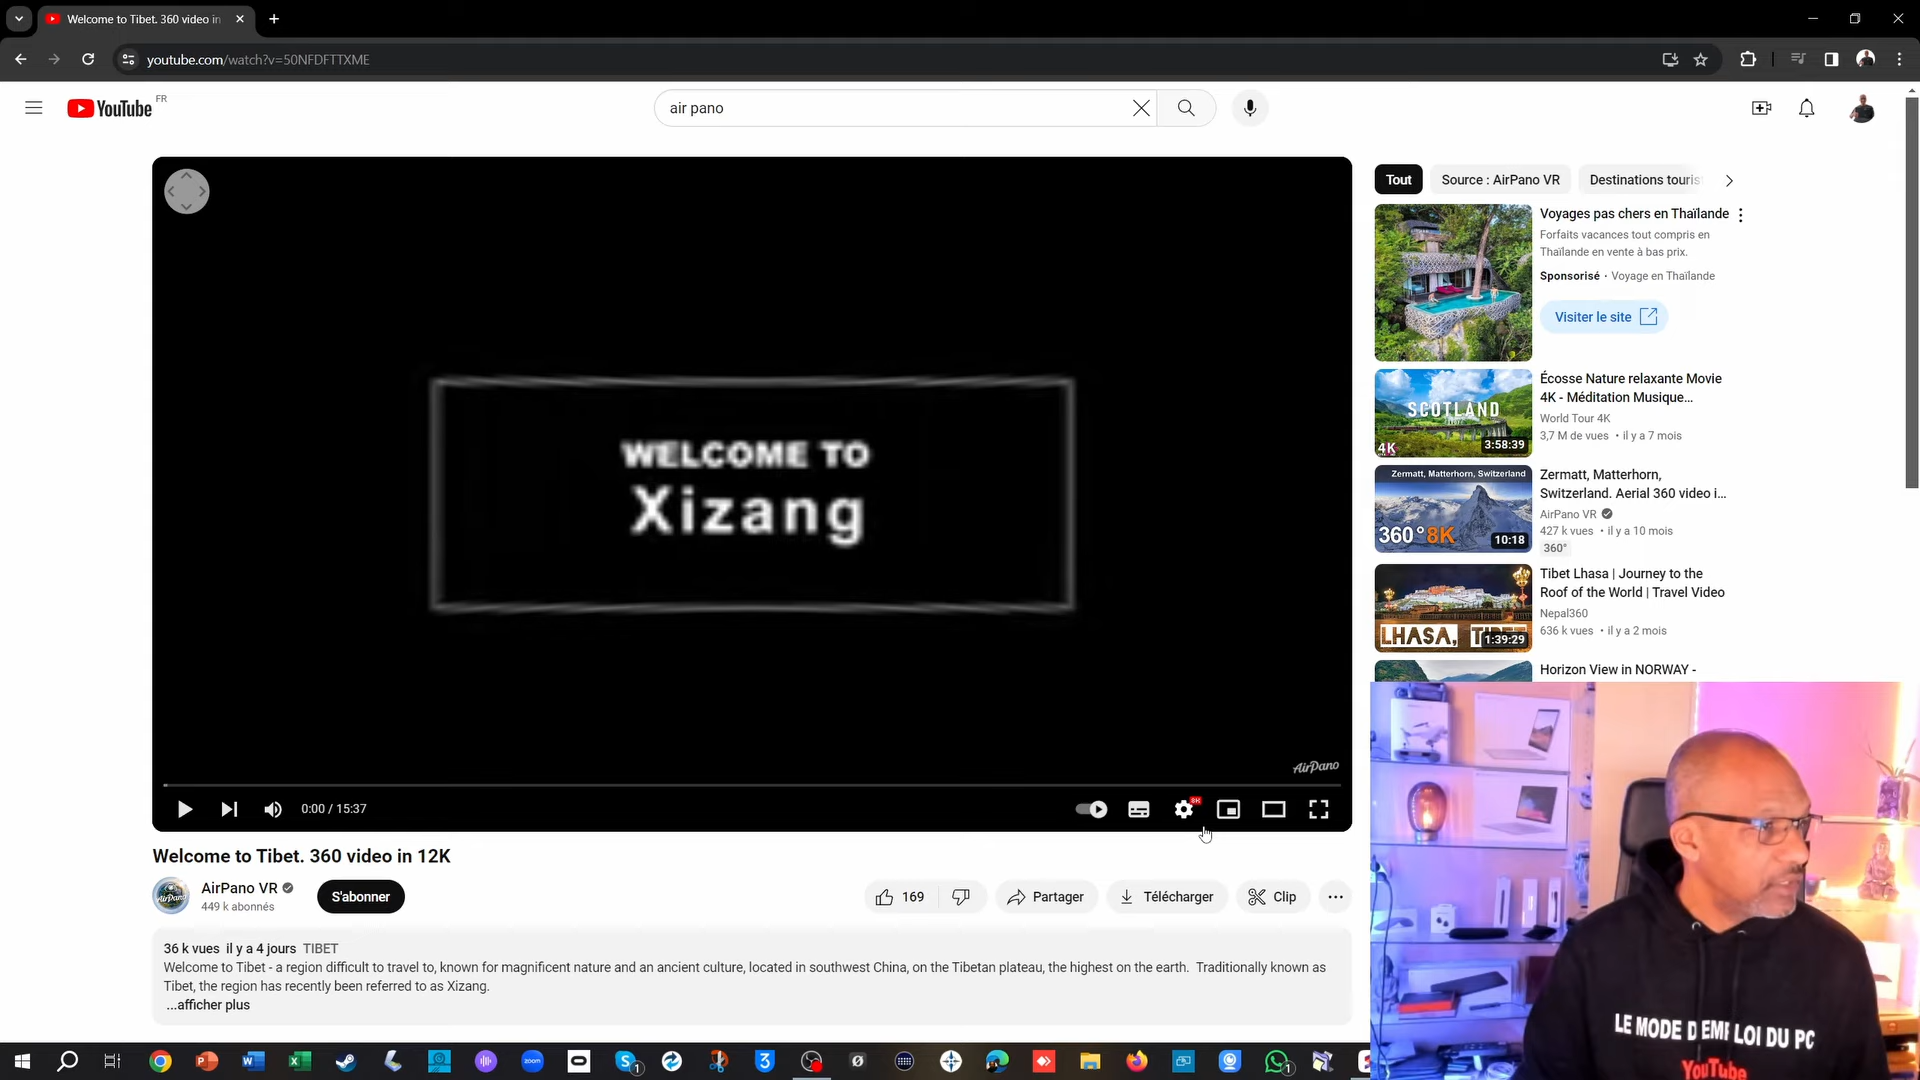 Welcome to Tibet. 360 video in
youtube.com/watch?v=50NFDFTTXME
YouTube FR
air pano
WELCOME TO
Xizang
AirPano
0:00 / 15:37
8K
Welcome to Tibet. 360 video in 12K
AirPano VR
449 k abonnés
S'abonner
169
Partager
Télécharger
Clip
36 k vues il y a 4 jours TIBET
Welcome to Tibet - a region difficult to travel to, known for magnificent nature and an ancient culture, located in southwest China, on the Tibetan plateau, the highest on the earth. Traditionally known as
Tibet, the region has recently been referred to as Xizang.
...afficher plus
Tout
Source : AirPano VR
Destinations touris
Voyages pas chers en Thaïlande
Forfaits vacances tout compris en
Thaïlande en vente à bas prix.
Sponsorisé · Voyage en Thaïlande
Visiter le site
SCOTLAND
4K
3:58:39
Écosse Nature relaxante Movie
4K - Méditation Musique...
World Tour 4K
3,7 M de vues • il y a 7 mois
Zermatt, Matterhorn, Switzerland
360° 8K
10:18
Zermatt, Matterhorn,
Switzerland. Aerial 360 video i...
AirPano VR
427 k vues • il y a 10 mois
360°
LHASA,
1:39:29
Tibet Lhasa | Journey to the
Roof of the World | Travel Video
Nepal360
636 k vues • il y a 2 mois
Horizon View in NORWAY -
LE MODE D'EMPLOI DU PC
YouTube
zoom